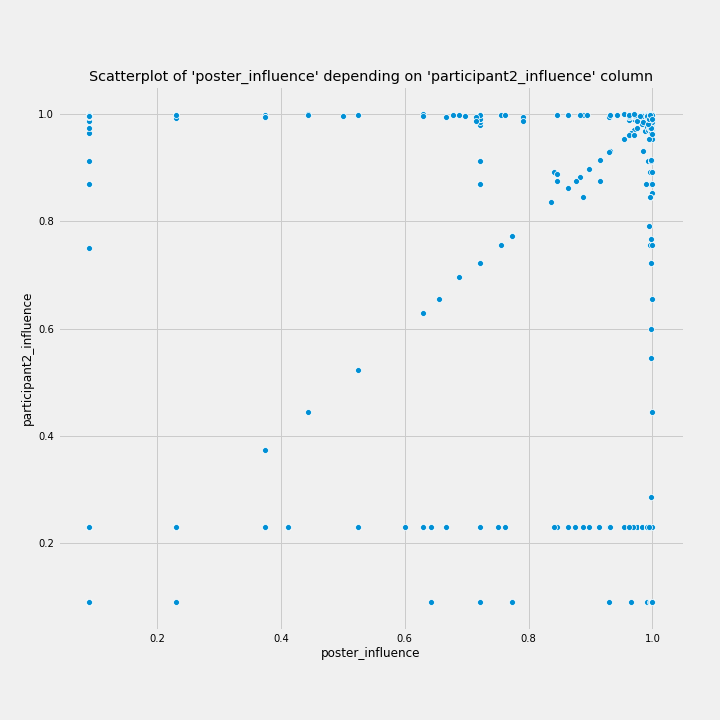 Scatterplot of 'poster_influence' depending on 'participant2_influence' column
1.0
0.8
0.6
0.4
0.2
participant2_influence
0.2 0.4 0.6 0.8 1.0
poster_influence